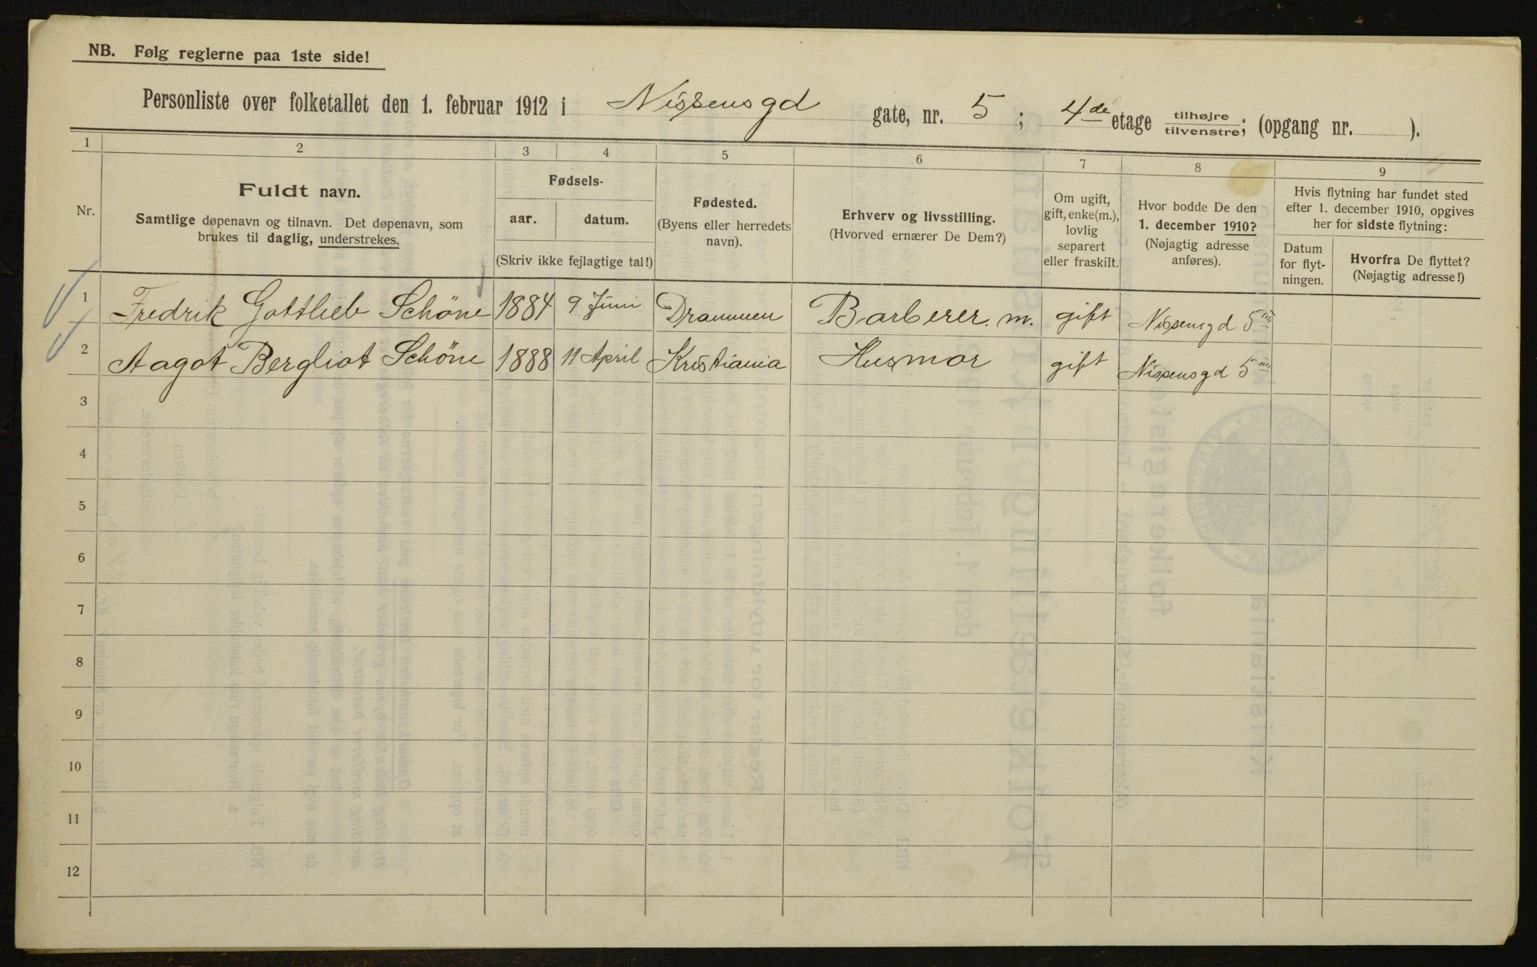 NB. Følg reglerne paa 1ste side!
Personliste over folketallet den 1. februar 1912 i Nissensgd gate, nr. 5; 4de etage tilhøjre/tilvenstre; (opgang nr. ).
1 2 3 4 5 6 7 8 9
Nr.
Fuldt navn.
Samtlige døpenavn og tilnavn. Det døpenavn, som
brukes til daglig, understrekes.
Fødsels-
aar. datum.
(Skriv ikke fejlagtige tal!)
Fødested.
(Byens eller herredets
navn).
Erhverv og livsstilling.
(Hvorved ernærer De Dem?)
Om ugift,
gift, enke(m.),
lovlig
separert
eller fraskilt.
Hvor bodde De den
1. december 1910?
(Nøjagtig adresse
anføres).
Hvis flytning har fundet sted
efter 1. december 1910, opgives
her for sidste flytning:
Datum
for flyt-
ningen.
Hvorfra De flyttet?
(Nøjagtig adresse!)
1 Fredrik Gottlieb Schöne 1884 9 Juni Drammen Barberer. m. gift Nissensgd 5
2 Aagot Bergliot Schöne 1888 11 April Kristiania Husmor gift Nissensgd 5
3
4
5
6
7
8
9
10
11
12